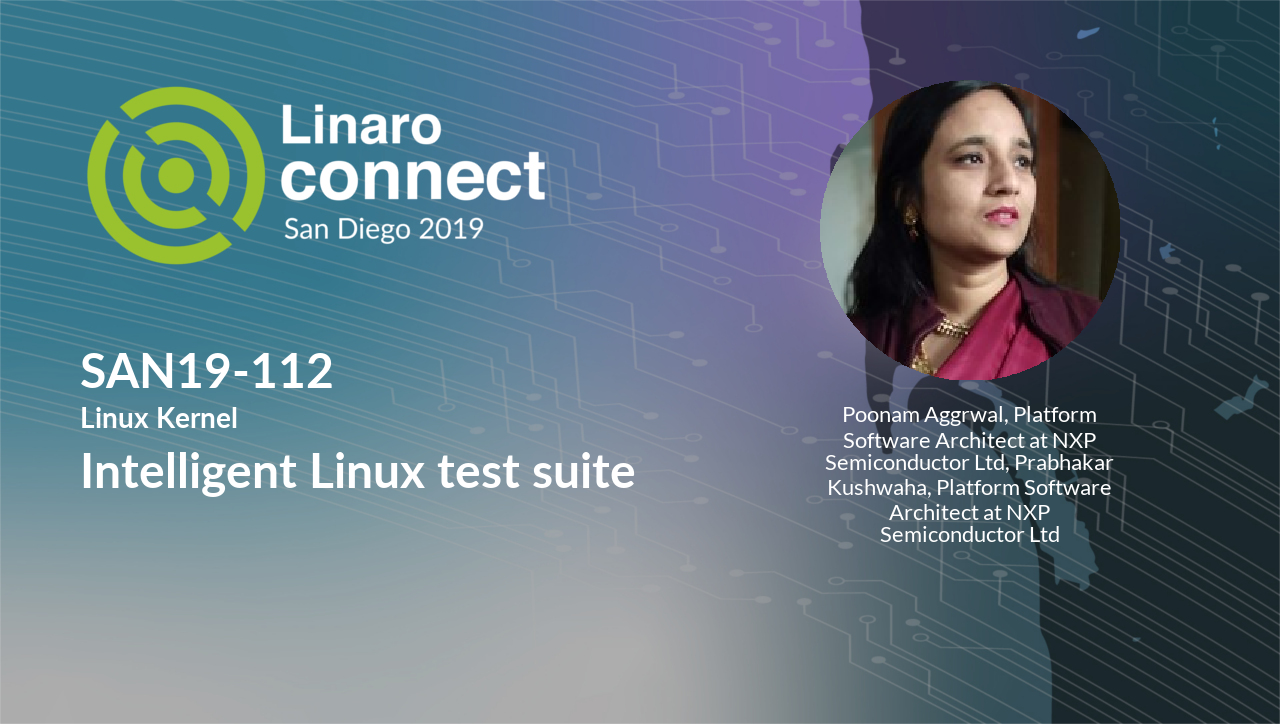 Linaro
connect
San Diego 2019
SAN19-112
Linux Kernel
Intelligent Linux test suite
Poonam Aggrwal, Platform
Software Architect at NXP
Semiconductor Ltd, Prabhakar
Kushwaha, Platform Software
Architect at NXP
Semiconductor Ltd